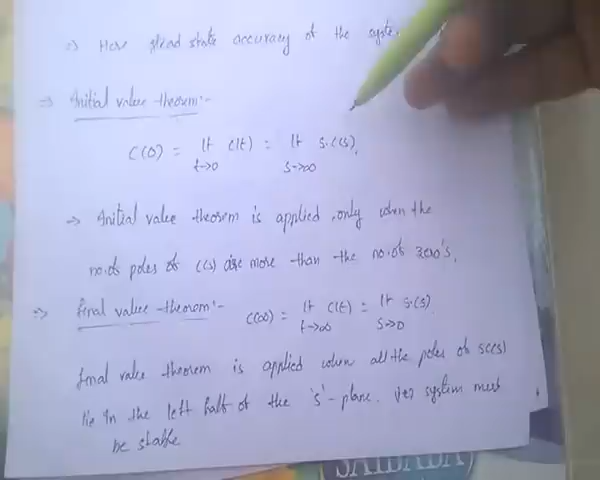 ⇒ Har stead state accuracy of the syste
⇒ Initial value theorem:-
C(0) = lt c(t) = lt s.c(s).
t→0 s→∞
→ Initial value theorem is applied only when the
no.of poles of c(s) are more than the no.of zero's.
⇒ final value theorem:- c(∞) = lt c(t) = lt s.c(s)
t→∞ s→0
final value theorem is applied when all the poles of sc(s)
lie in the left half of the 's'-plane. system must
be stable
SAIBABA